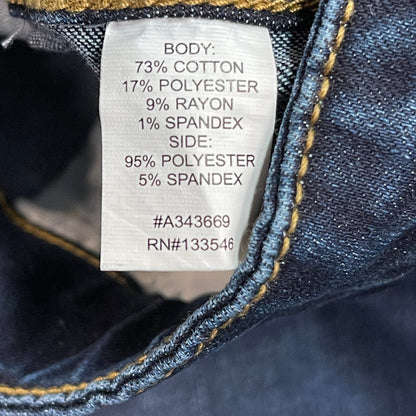 BODY:
73% COTTON
17% POLYESTER
9% RAYON
1% SPANDEX
SIDE:
95% POLYESTER
5% SPANDEX
#A343669
RN#133546